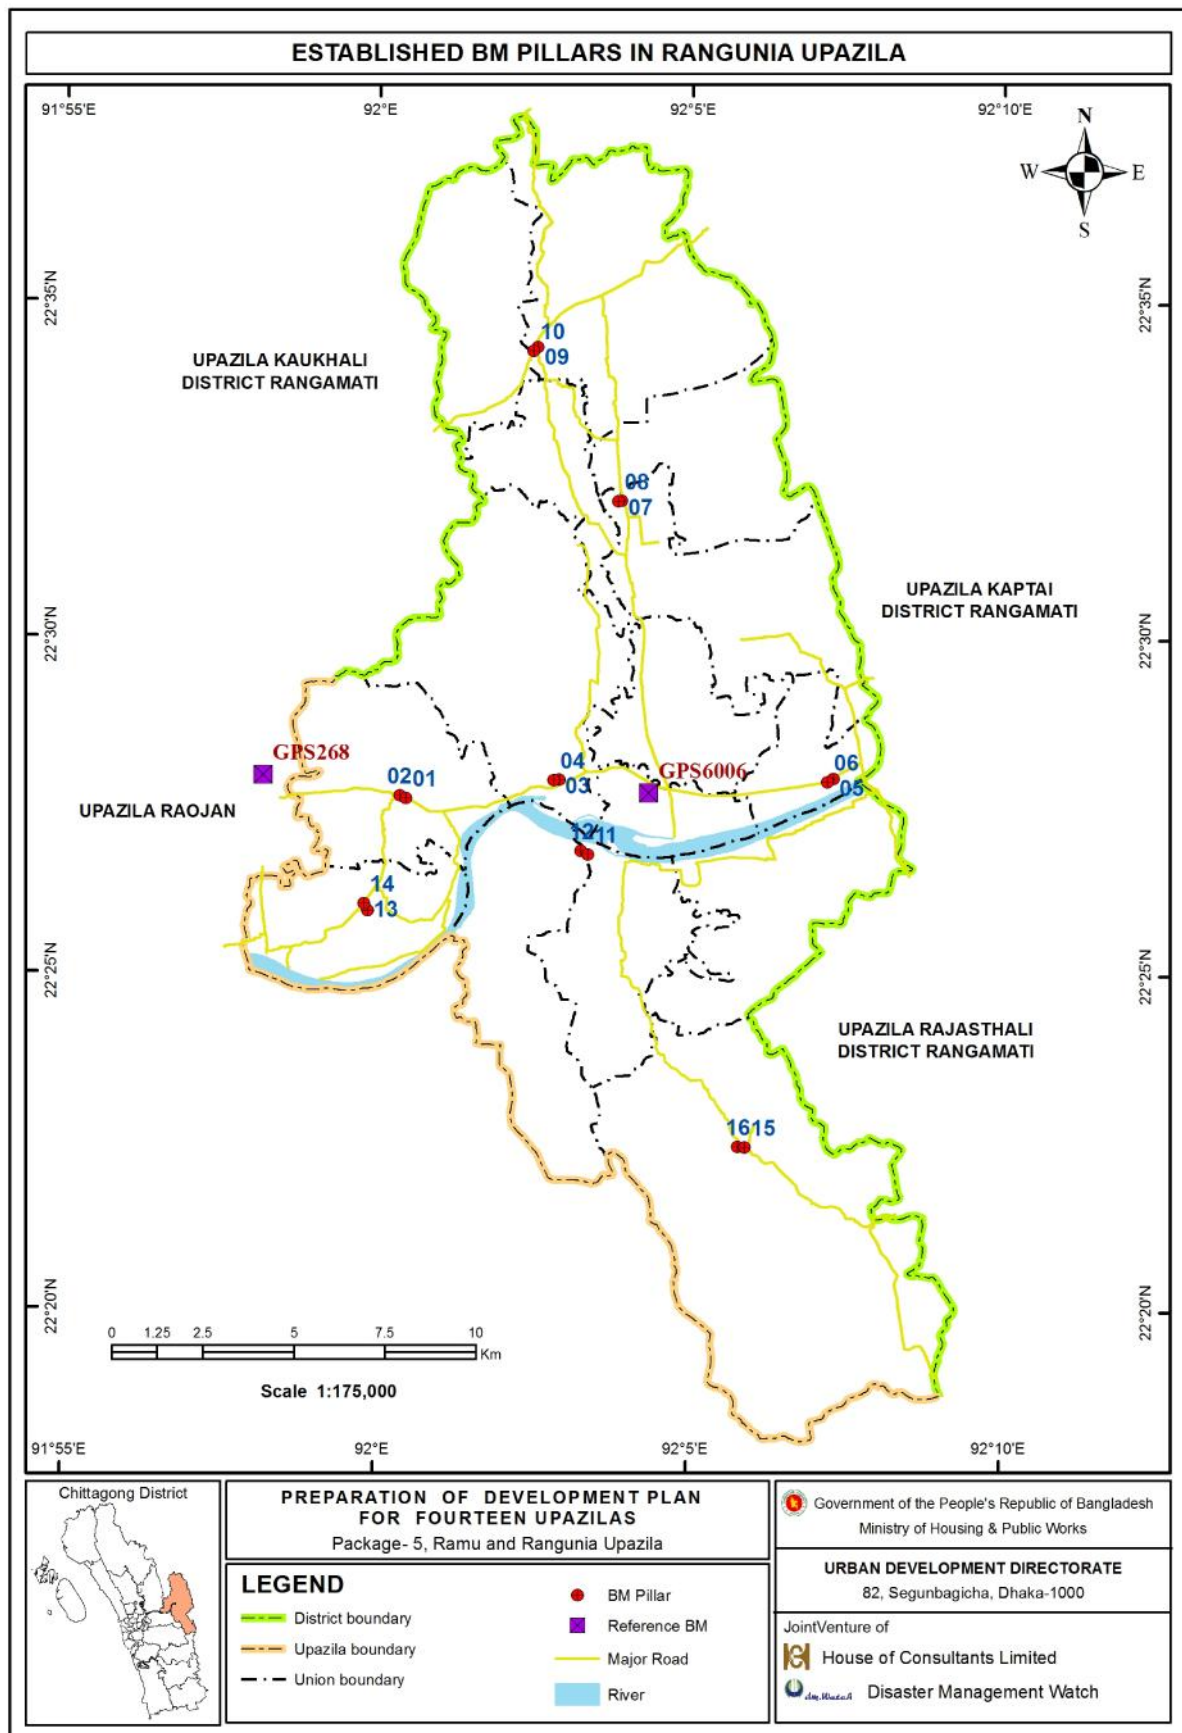 ESTABLISHED BM PILLARS IN RANGUNIA UPAZILA
91°55'E 92°E 92°5'E 92°10'E
N
W E
S
22°35'N 22°35'N
10
09
UPAZILA KAUKHALI
DISTRICT RANGAMATI
08
07
UPAZILA KAPTAI
DISTRICT RANGAMATI
22°30'N 22°30'N
GPS268
04
03
GPS6006
06
05
0201
UPAZILA RAOJAN
1211
14
13
22°25'N 22°25'N
UPAZILA RAJASTHALI
DISTRICT RANGAMATI
1615
22°20'N 22°20'N
0 1.25 2.5 5 7.5 10
Km
Scale 1:175,000
91°55'E 92°E 92°5'E 92°10'E
Chittagong District
PREPARATION OF DEVELOPMENT PLAN
FOR FOURTEEN UPAZILAS
Package- 5, Ramu and Rangunia Upazila
LEGEND
District boundary
Upazila boundary
Union boundary
BM Pillar
Reference BM
Major Road
River
Government of the People's Republic of Bangladesh
Ministry of Housing & Public Works
URBAN DEVELOPMENT DIRECTORATE
82, Segunbagicha, Dhaka-1000
JointVenture of
House of Consultants Limited
Disaster Management Watch